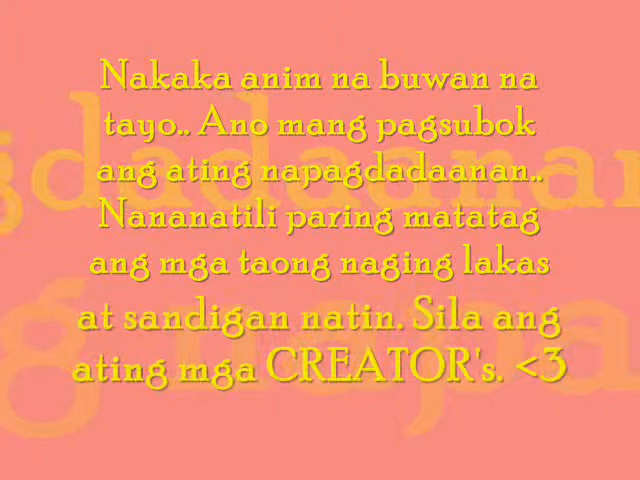 Nakaka anim na buwan na
tayo.. Ano mang pagsubok
ang ating napagdadaanan..
Nananatili paring matatag
ang mga taong naging lakas
at sandigan natin. Sila ang
ating mga CREATOR's. <3